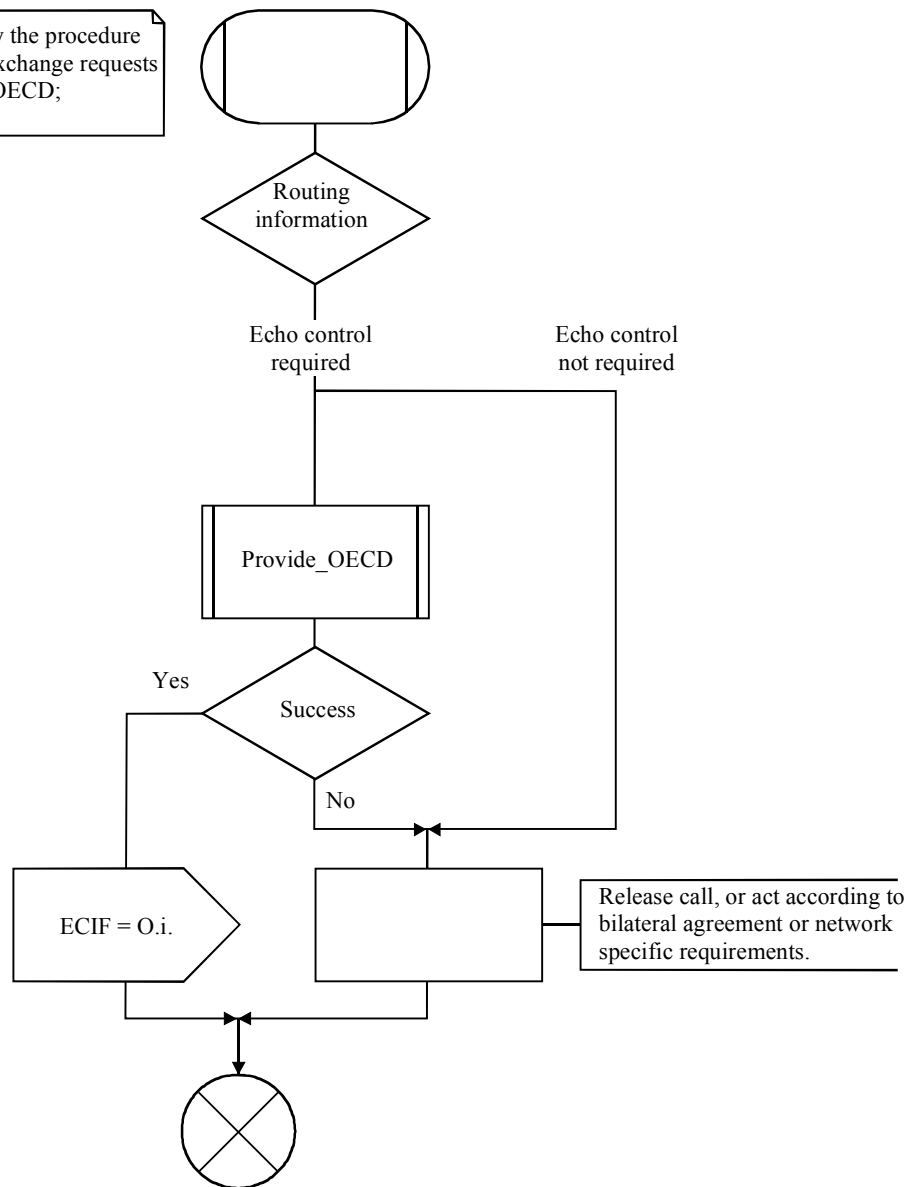 the procedure
xchange requests
OECD;
Routing
information
Echo control
required
Echo control
not required
Provide_OECD
Yes
Success
No
ECIF = O.i.
Release call, or act according to
bilateral agreement or network
specific requirements.